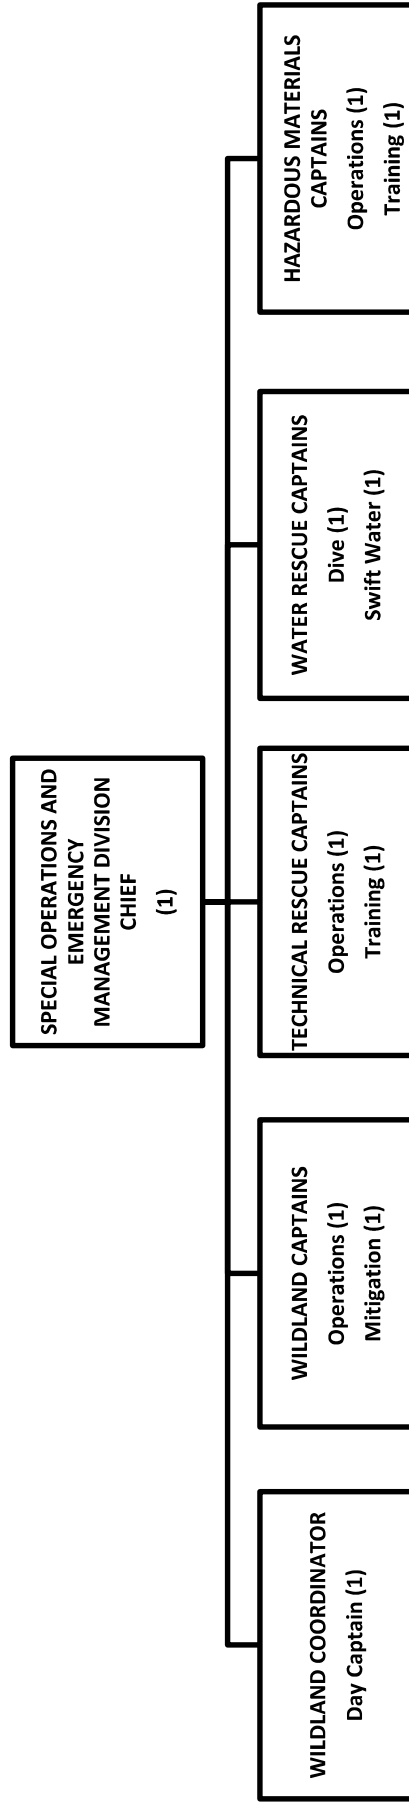 SPECIAL OPERATIONS AND
EMERGENCY
MANAGEMENT DIVISION
CHIEF
(1)
WILDLAND COORDINATOR
Day Captain (1)
WILDLAND CAPTAINS
Operations (1)
Mitigation (1)
TECHNICAL RESCUE CAPTAINS
Operations (1)
Training (1)
WATER RESCUE CAPTAINS
Dive (1)
Swift Water (1)
HAZARDOUS MATERIALS
CAPTAINS
Operations (1)
Training (1)